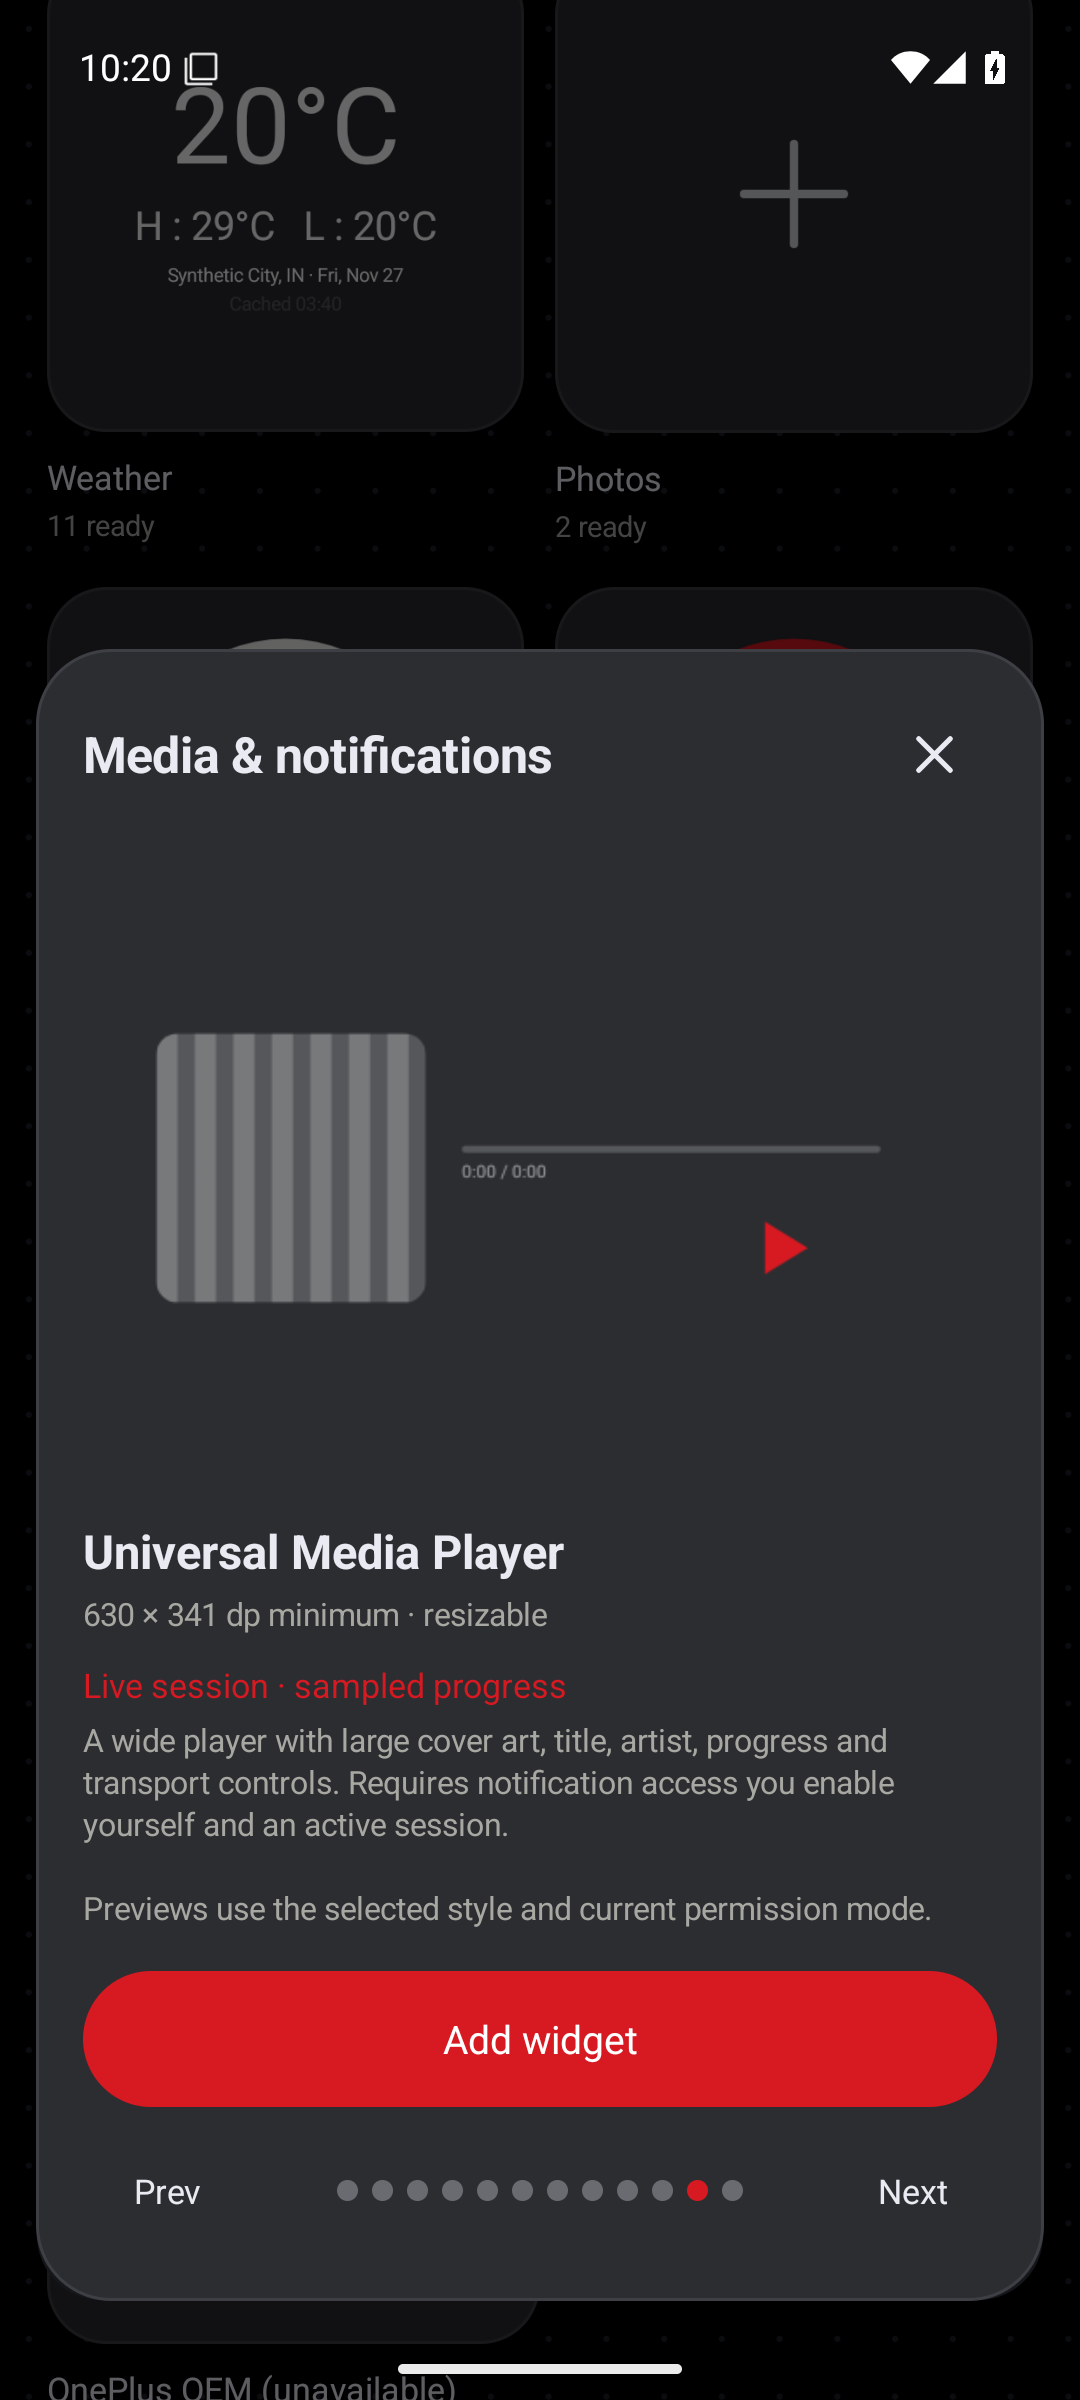 10:20
20°C
H : 29°C L : 20°C
Synthetic City, IN · Fri, Nov 27
Cached 03:40
Weather
11 ready
Photos
2 ready
Media & notifications
0:00 / 0:00
Universal Media Player
630 × 341 dp minimum · resizable
Live session · sampled progress
A wide player with large cover art, title, artist, progress and
transport controls. Requires notification access you enable
yourself and an active session.
Previews use the selected style and current permission mode.
Add widget
Prev
Next
OnePlus OEM (unavailable)